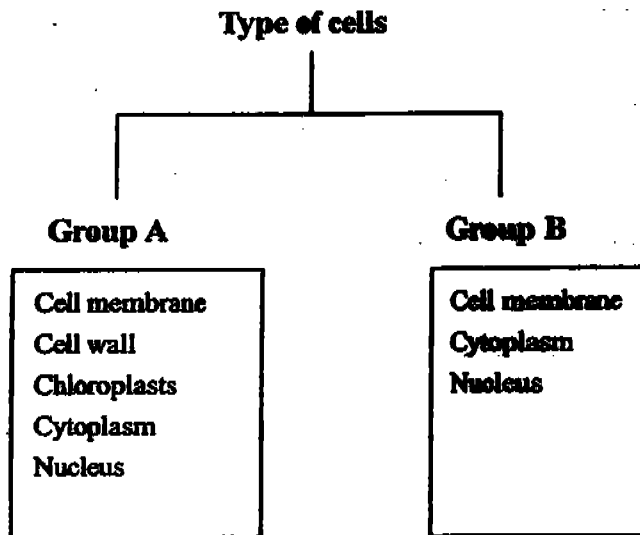 Type of cells
Group A
Cell membrane
Cell wall
Chloroplasts
Cytoplasm
Nucleus
Group B
Cell membrane
Cytoplasm
Nucleus